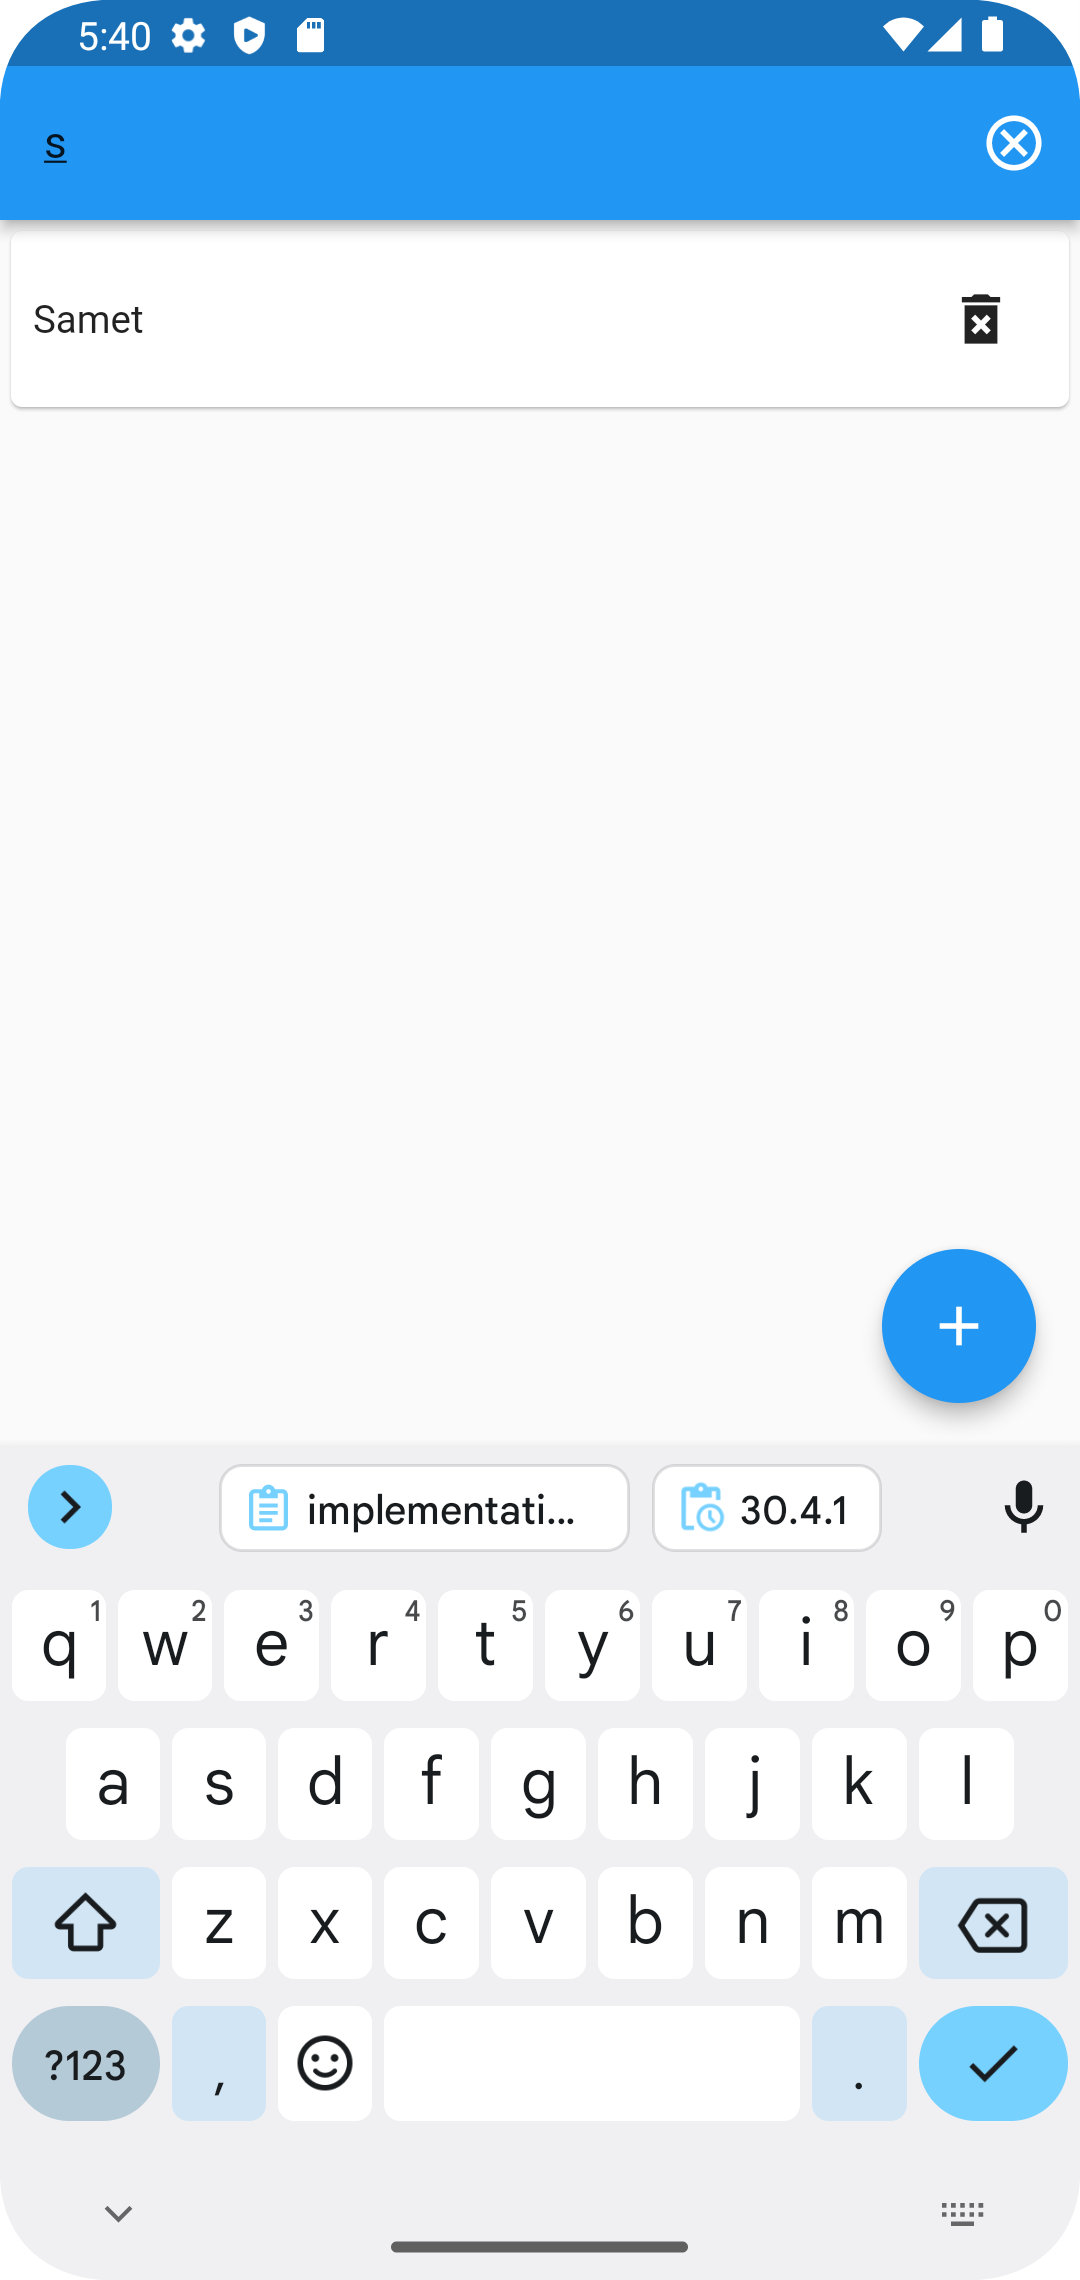 5:40
s
Samet
implementati... 30.4.1
q 1 w 2 e 3 r 4 t 5 y 6 u 7 i 8 o 9 p 0
a s d f g h j k l
z x c v b n m
?123 , .